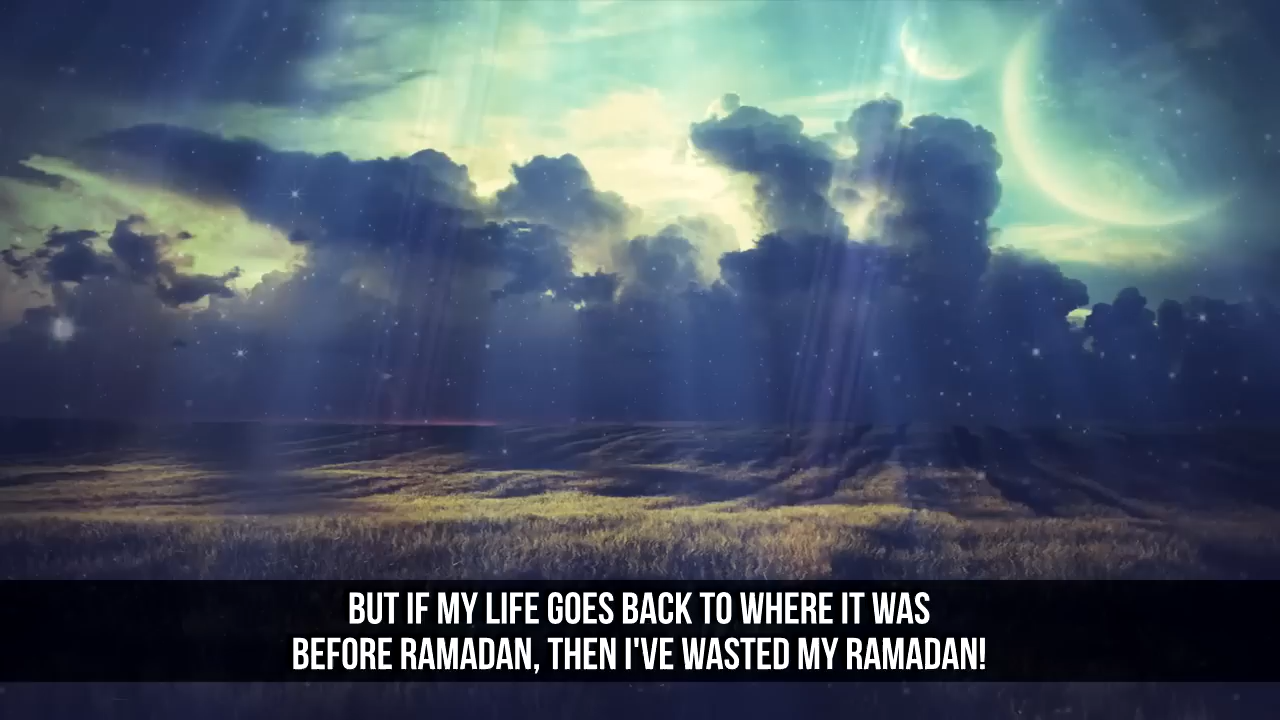 BUT IF MY LIFE GOES BACK TO WHERE IT WAS
BEFORE RAMADAN, THEN I'VE WASTED MY RAMADAN!